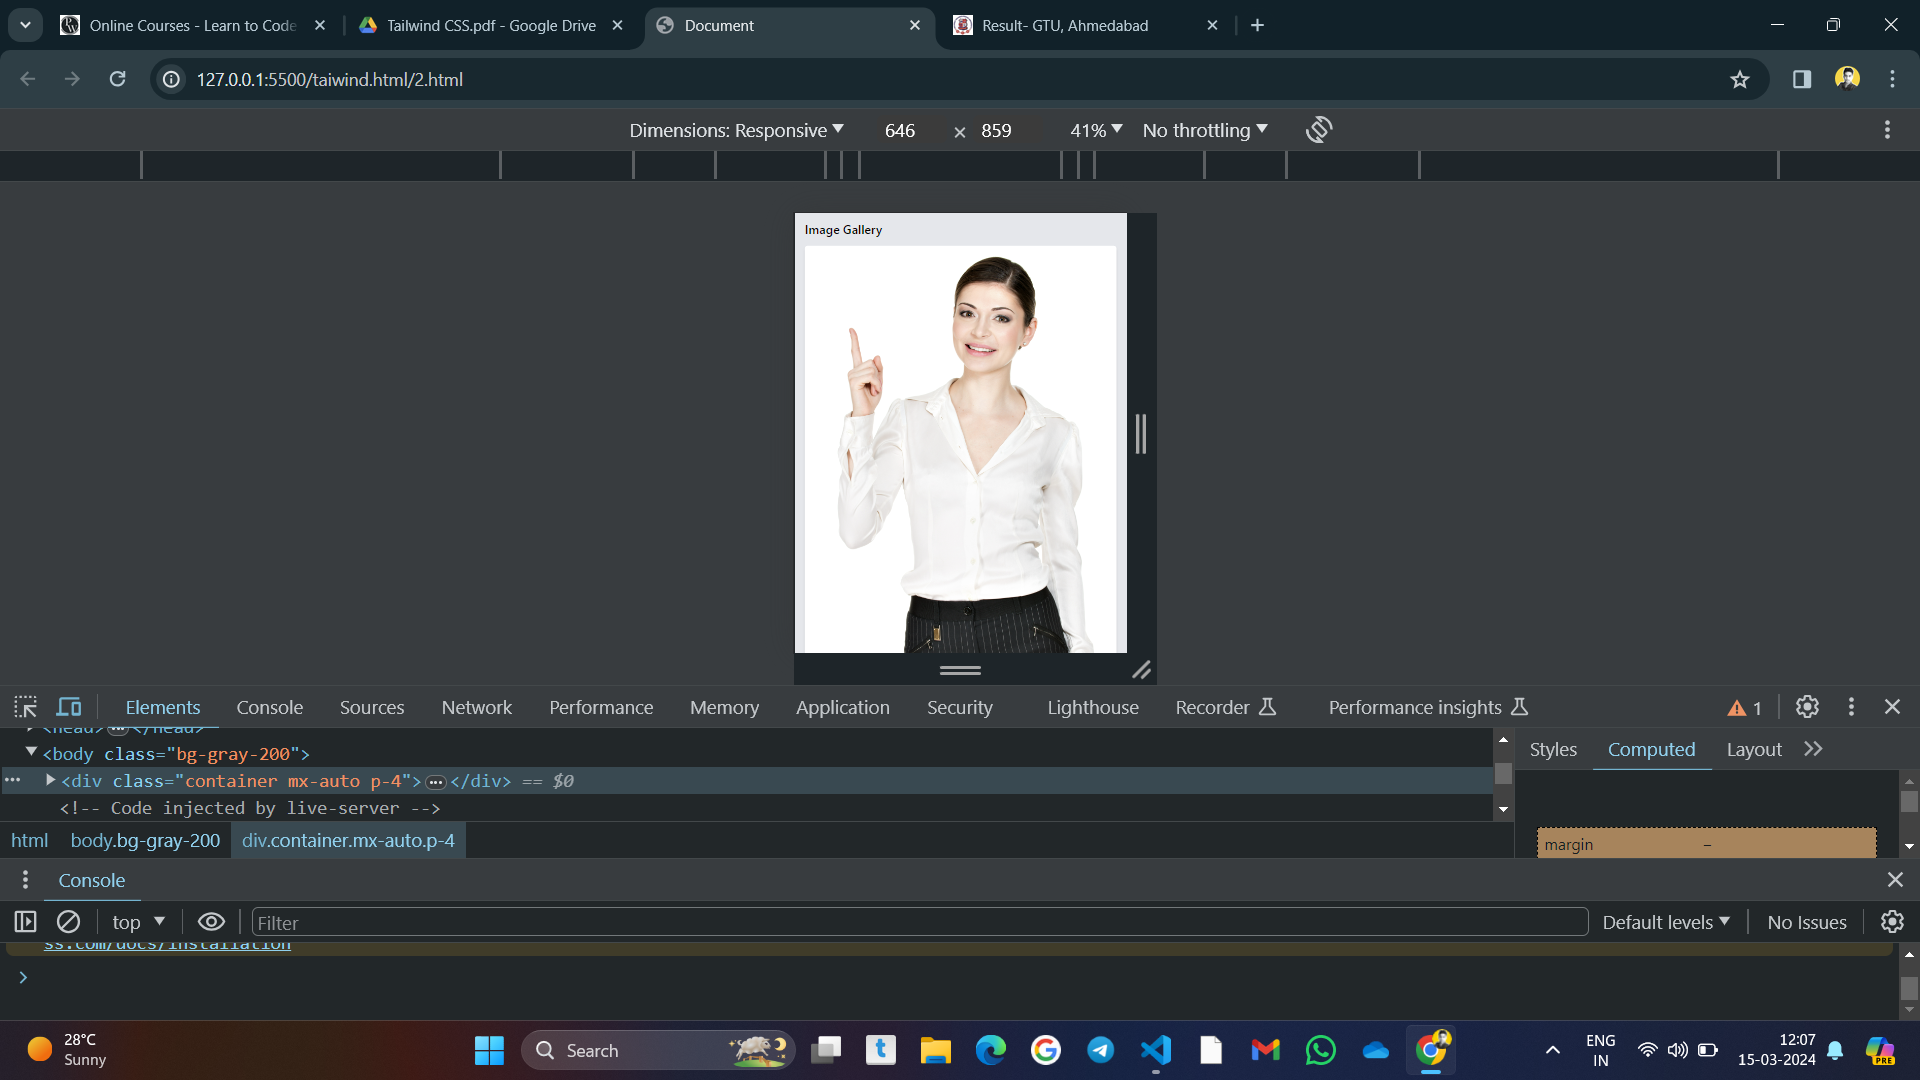 Online Courses - Learn to Code
Tailwind CSS.pdf - Google Drive
Document
Result- GTU, Ahmedabad
127.0.0.1:5500/taiwind.html/2.html
Dimensions: Responsive 646 × 859 41% No throttling
Image Gallery
Elements Console Sources Network Performance Memory Application Security Lighthouse Recorder Performance insights 1
<head> </head>
<body class="bg-gray-200">
<div class="container mx-auto p-4"> </div> == $0
<!-- Code injected by live-server -->
html body.bg-gray-200 div.container.mx-auto.p-4
Styles Computed Layout
margin –
Console
top Filter Default levels No Issues
ss.com/docs/installation
28°C
Sunny
Search
ENG
IN
12:07
15-03-2024
PRE